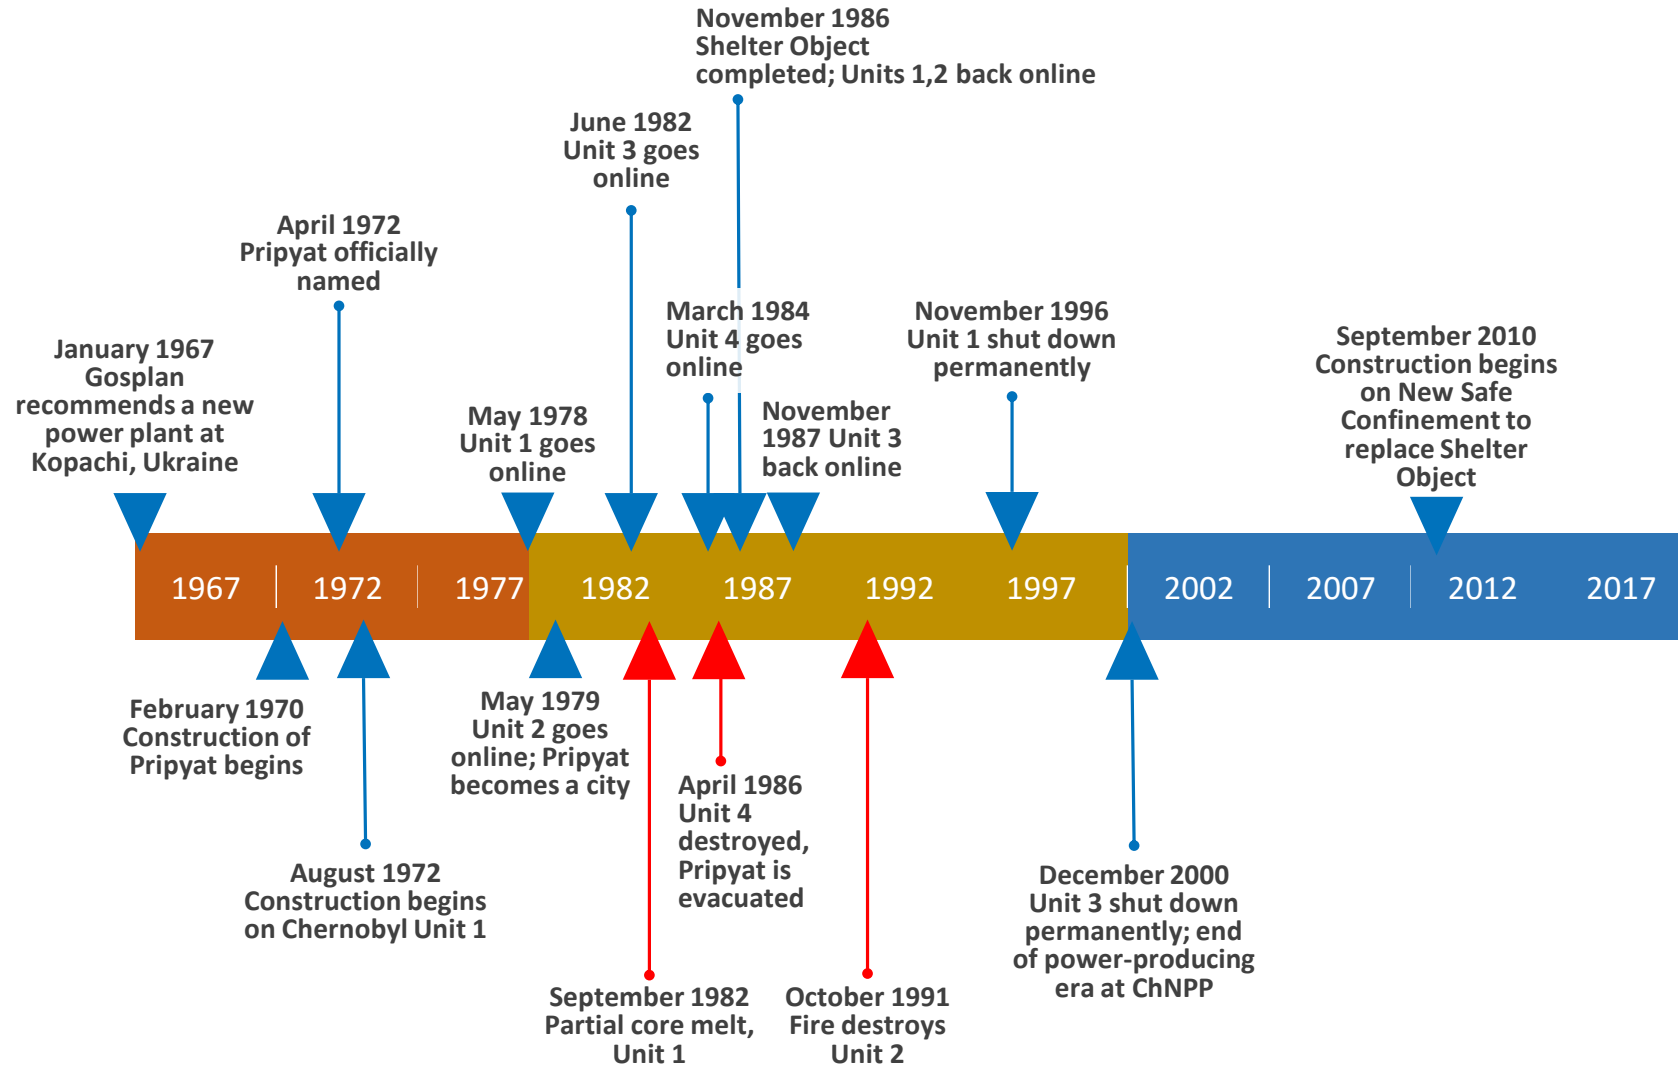 November 1986
Shelter Object
completed; Units 1,2 back online
June 1982
Unit 3 goes
online
April 1972
Pripyat officially
named
March 1984
Unit 4 goes
online
November 1996
Unit 1 shut down
permanently
September 2010
Construction begins
on New Safe
Confinement to
replace Shelter
Object
January 1967
Gosplan
recommends a new
power plant at
Kopachi, Ukraine
May 1978
Unit 1 goes
online
November
1987 Unit 3
back online
1967 1972 1977 1982 1987 1992 1997 2002 2007 2012 2017
February 1970
Construction of
Pripyat begins
May 1979
Unit 2 goes
online; Pripyat
becomes a city
April 1986
Unit 4
destroyed,
Pripyat is
evacuated
August 1972
Construction begins
on Chernobyl Unit 1
December 2000
Unit 3 shut down
permanently; end
of power-producing
era at ChNPP
September 1982
Partial core melt,
Unit 1
October 1991
Fire destroys
Unit 2